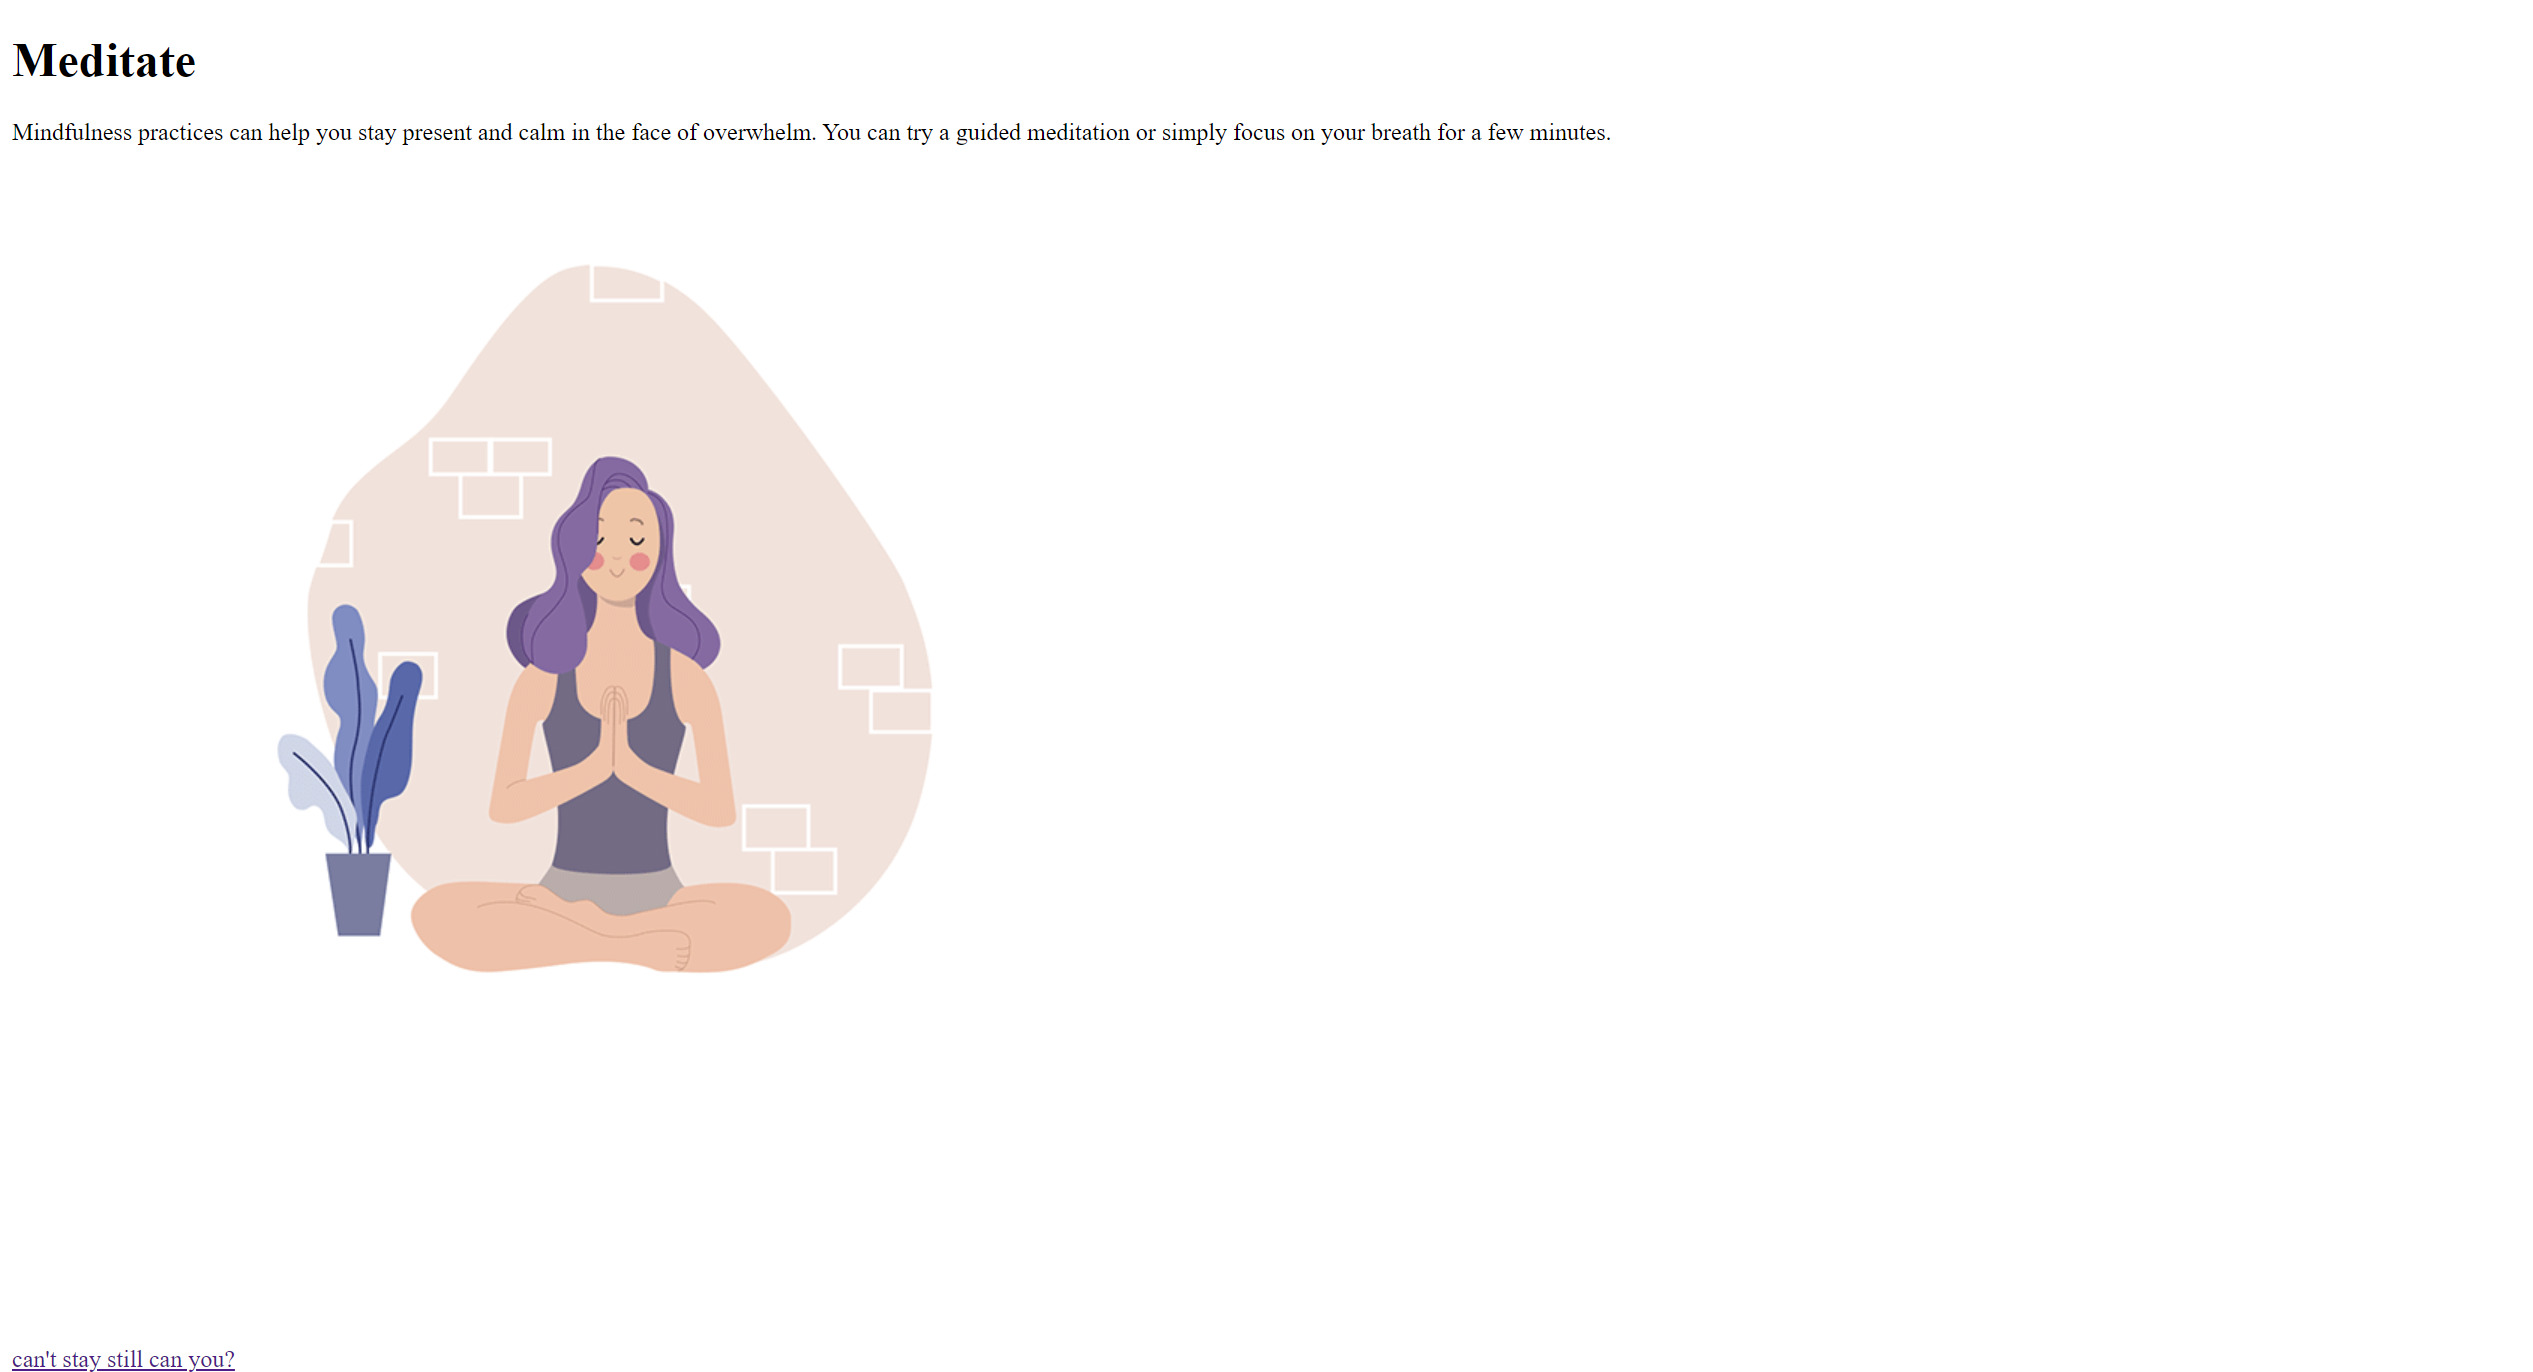 Meditate
Mindfulness practices can help you stay present and calm in the face of overwhelm. You can try a guided meditation or simply focus on your breath for a few minutes.
can't stay still can you?